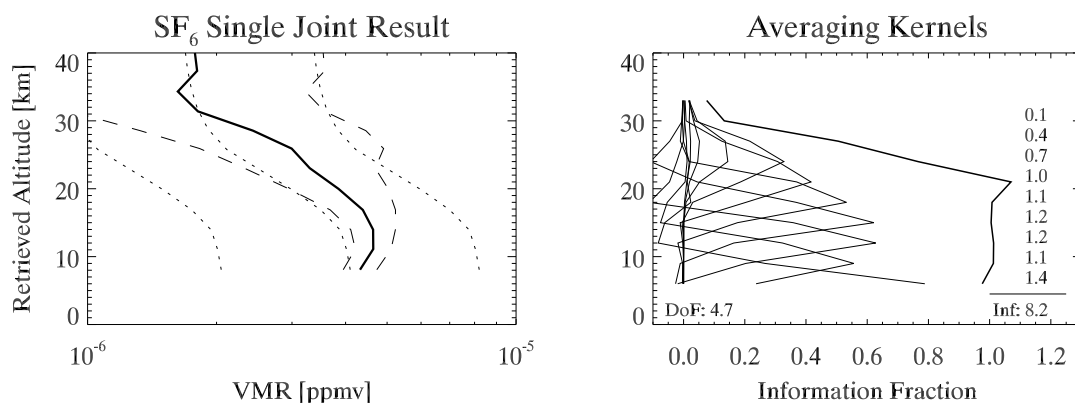 SF6 Single Joint Result
Averaging Kernels
Retrieved Altitude [km]
40
30
20
10
0
10-6
10-5
VMR [ppmv]
40
30
20
10
0
0.1
0.4
0.7
1.0
1.1
1.2
1.2
1.1
1.4
DoF: 4.7
Inf: 8.2
0.0 0.2 0.4 0.6 0.8 1.0 1.2
Information Fraction